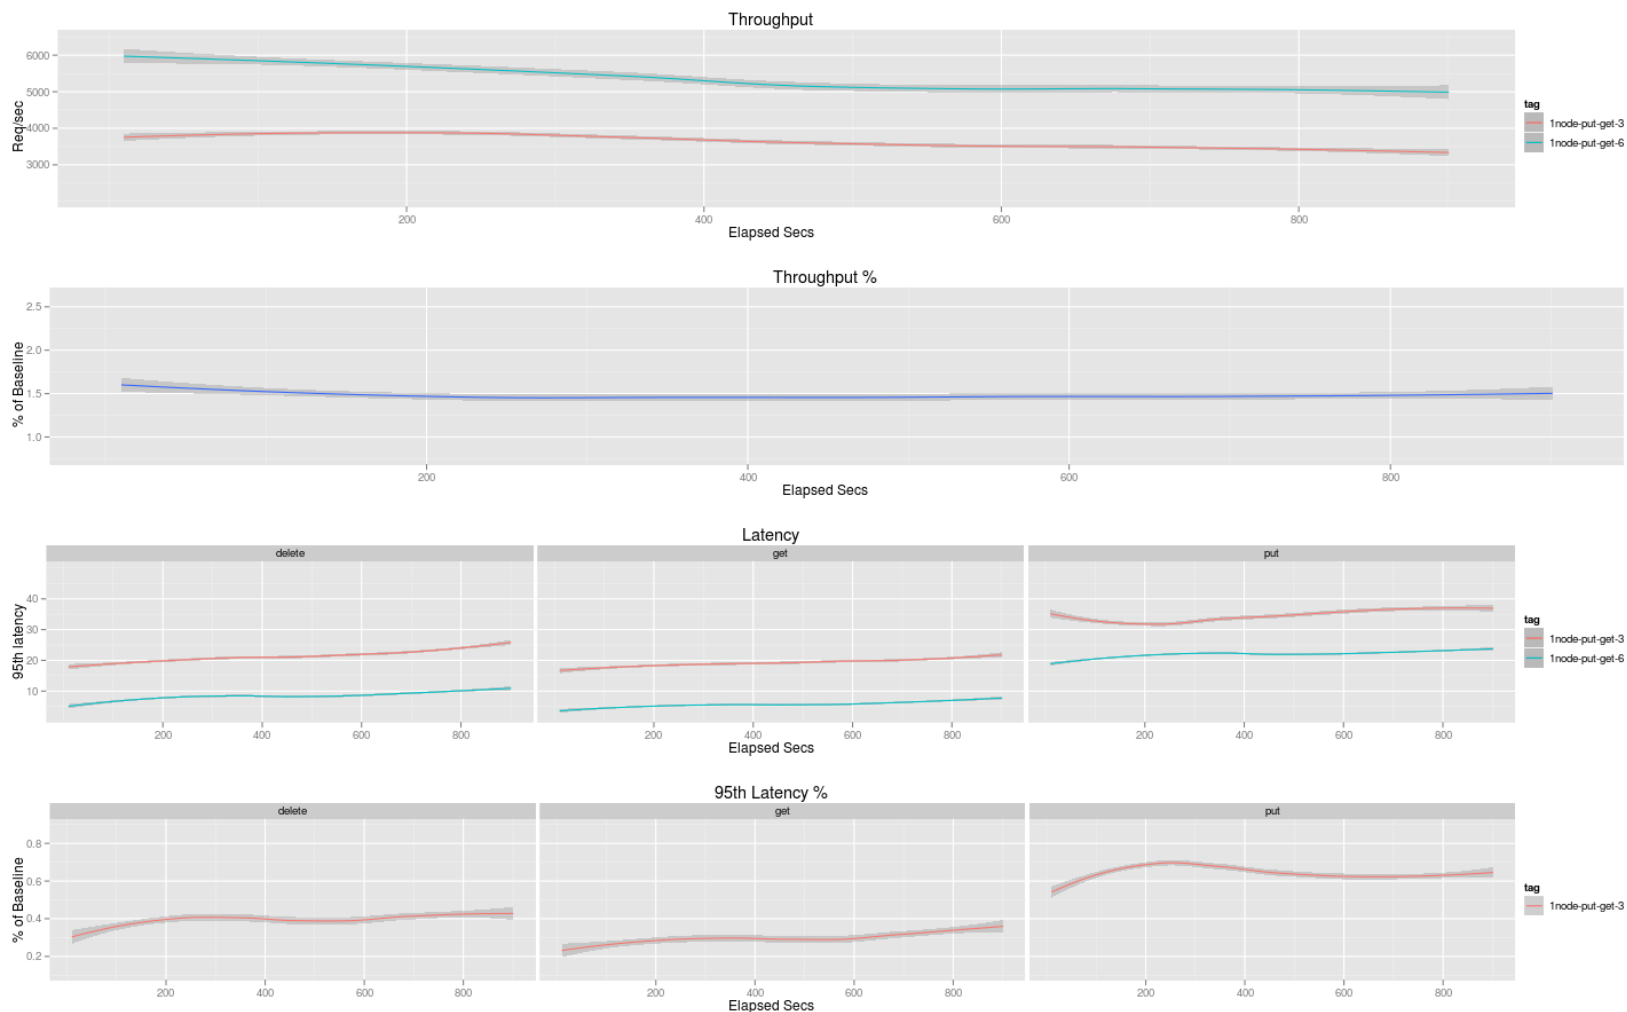 Throughput
Req/sec
6000
5000
4000
3000
200 400 600 800
Elapsed Secs
tag
1node-put-get-3
1node-put-get-6
Throughput %
% of Baseline
2.5
2.0
1.5
1.0
200 400 600 800
Elapsed Secs
Latency
delete get put
95th latency
40
30
20
10
200 400 600 800 200 400 600 800 200 400 600 800
Elapsed Secs
tag
1node-put-get-3
1node-put-get-6
95th Latency %
delete get put
% of Baseline
0.8
0.6
0.4
0.2
200 400 600 800 200 400 600 800 200 400 600 800
Elapsed Secs
tag
1node-put-get-3